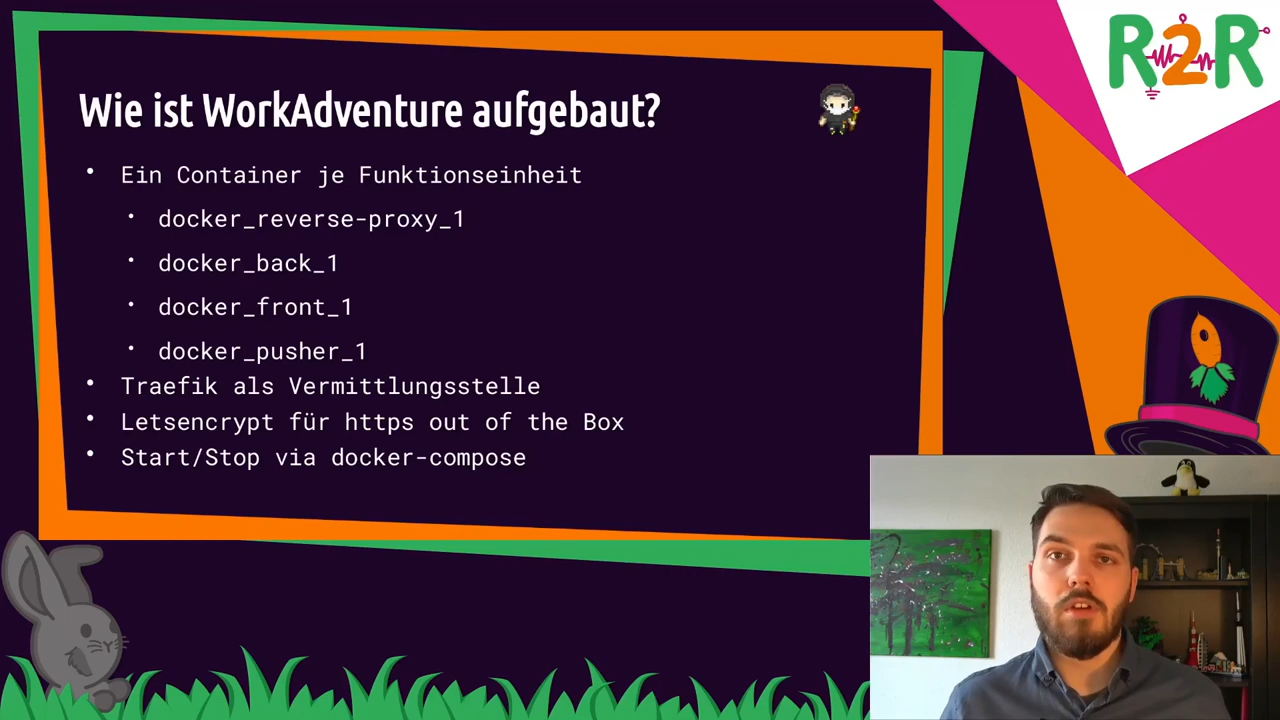 R2R
Wie ist WorkAdventure aufgebaut?
• Ein Container je Funktionseinheit
• docker_reverse-proxy_1
• docker_back_1
• docker_front_1
• docker_pusher_1
• Traefik als Vermittlungsstelle
• Letsencrypt für https out of the Box
• Start/Stop via docker-compose